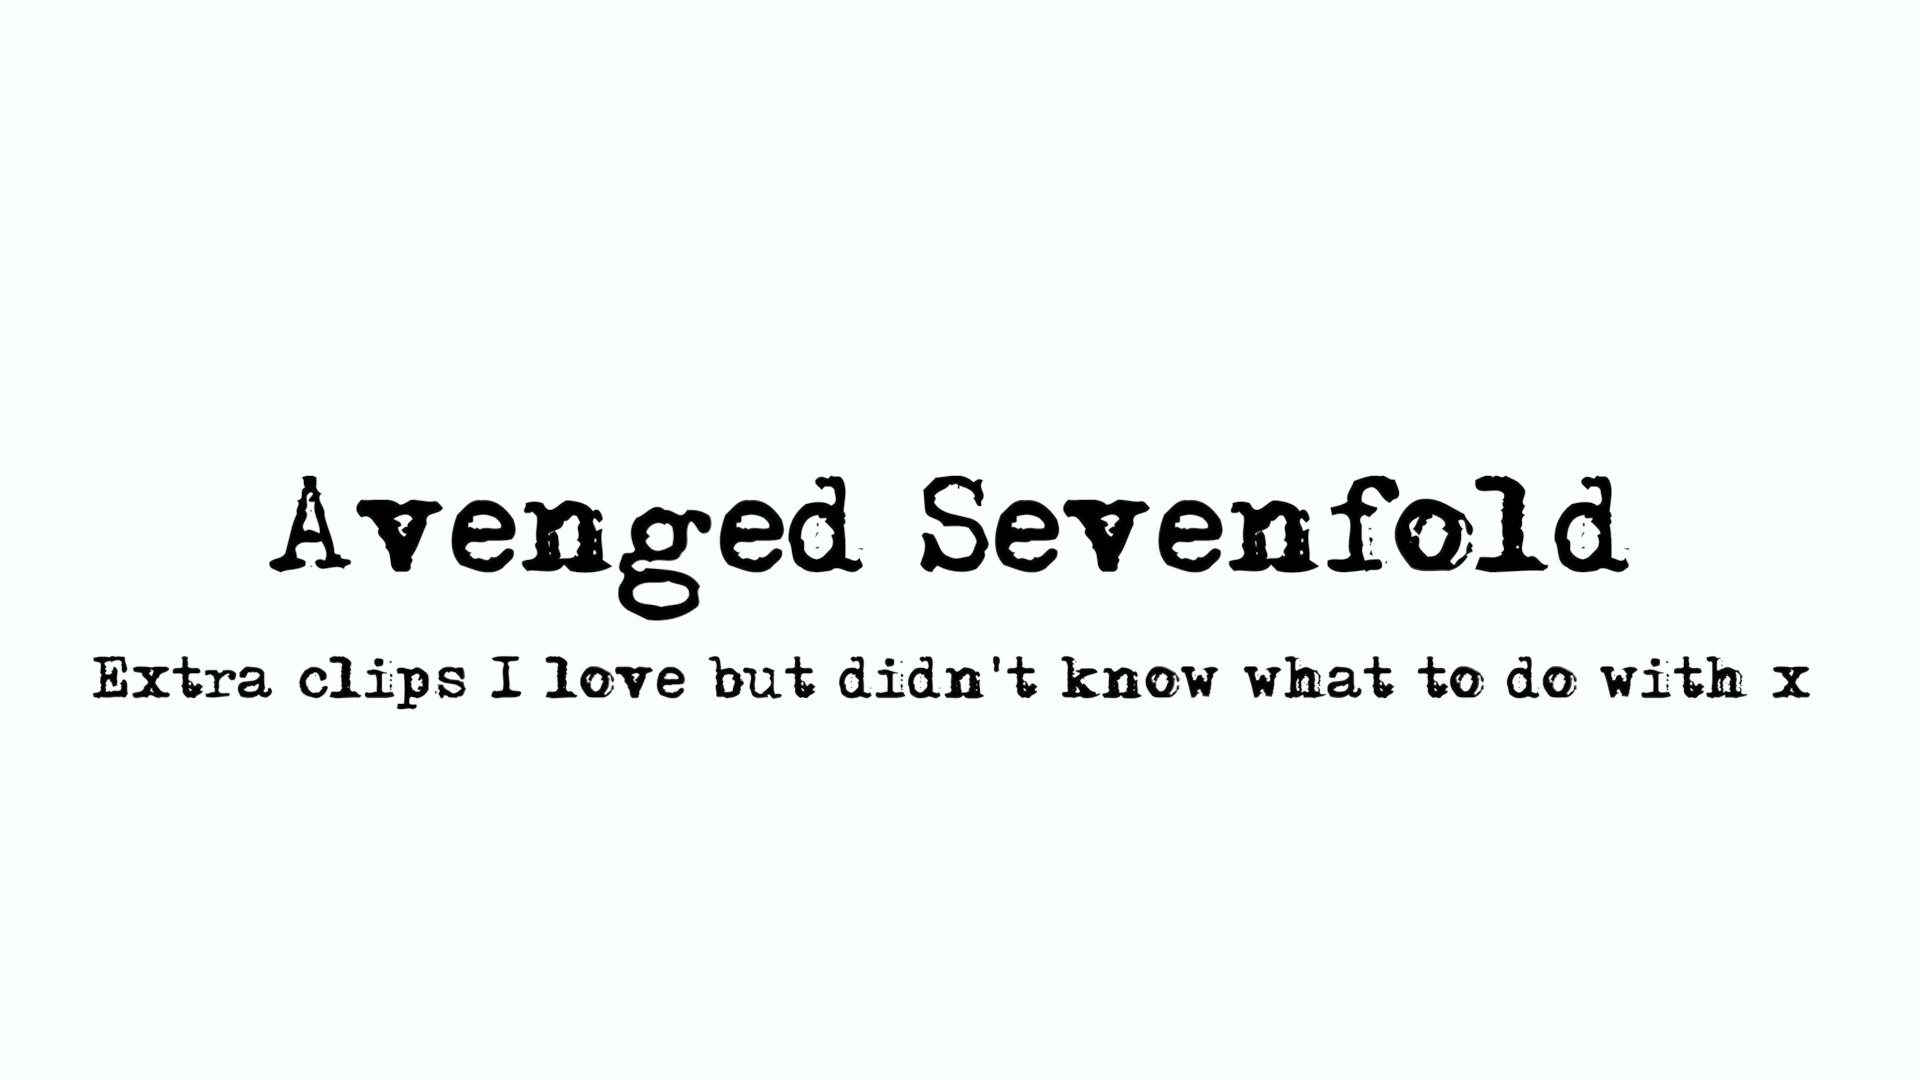 Avenged Sevenfold
Extra clips I love but didn't know what to do with x